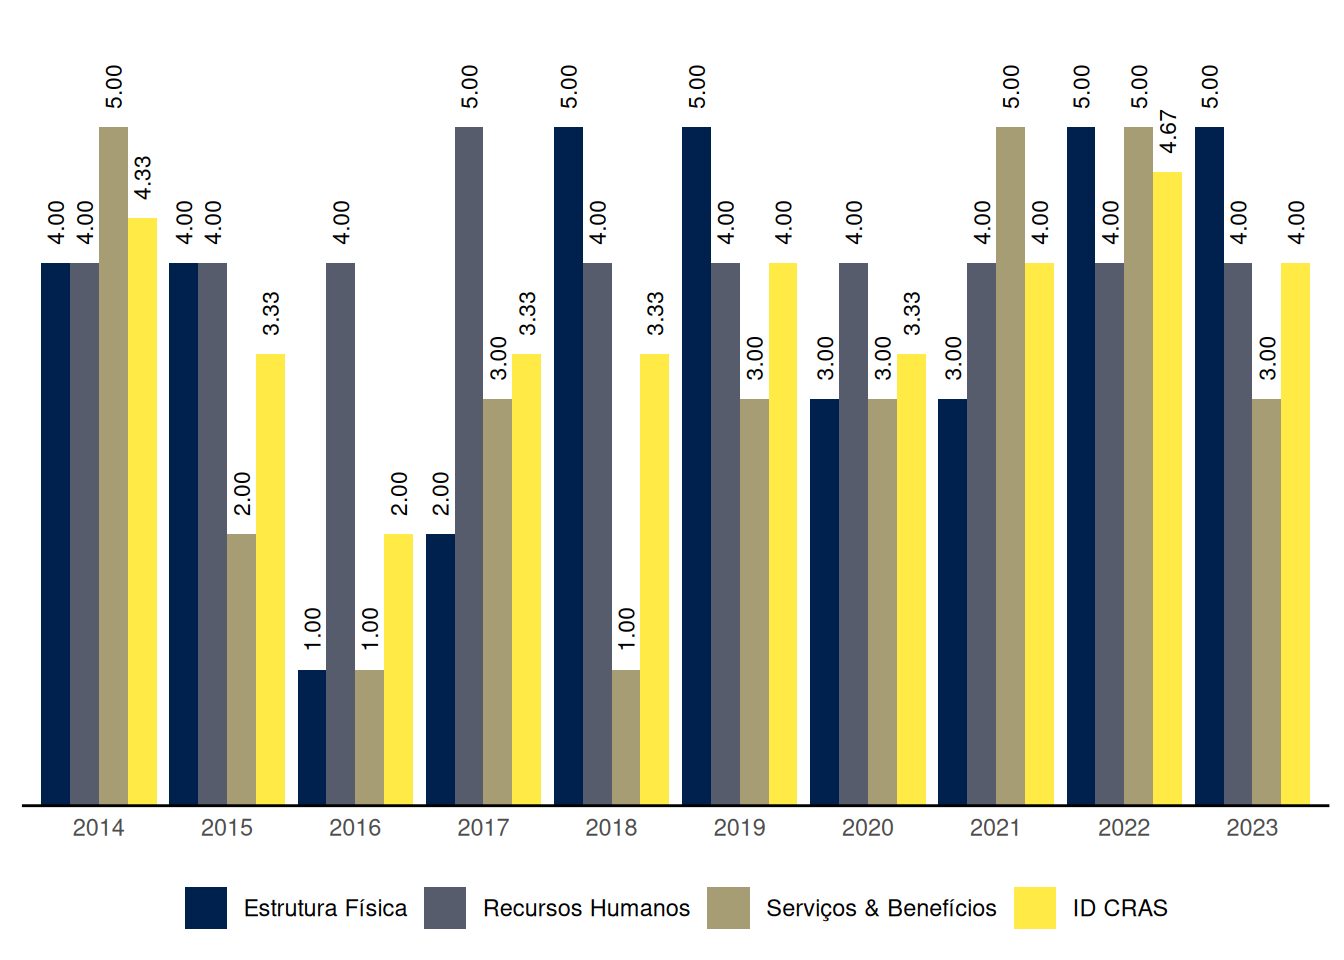 4.00 4.00 5.00 4.33 4.00 4.00 2.00 3.33 1.00 4.00 1.00 2.00 2.00 5.00 3.00 3.33 5.00 4.00 1.00 3.33 5.00 4.00 3.00 4.00 3.00 4.00 3.00 3.33 3.00 4.00 5.00 4.00 5.00 4.00 5.00 4.67 5.00 4.00 3.00 4.00
2014 2015 2016 2017 2018 2019 2020 2021 2022 2023
Estrutura Física Recursos Humanos Serviços & Benefícios ID CRAS